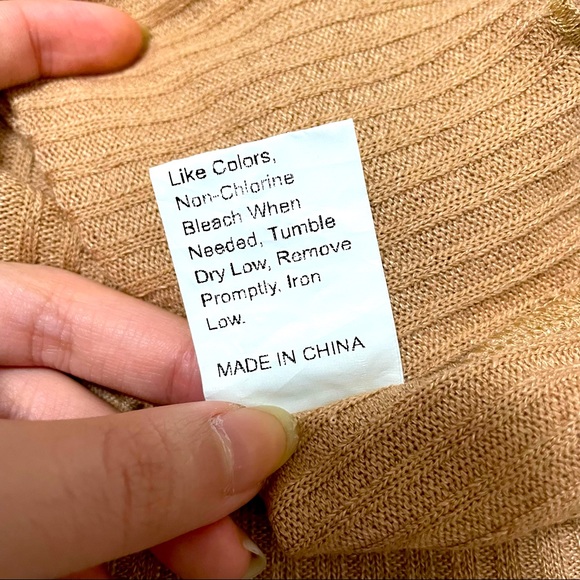 Like Colors,
Non-Chlorine
Bleach When
Needed, Tumble
Dry Low, Remove
Promptly, Iron
Low.
MADE IN CHINA